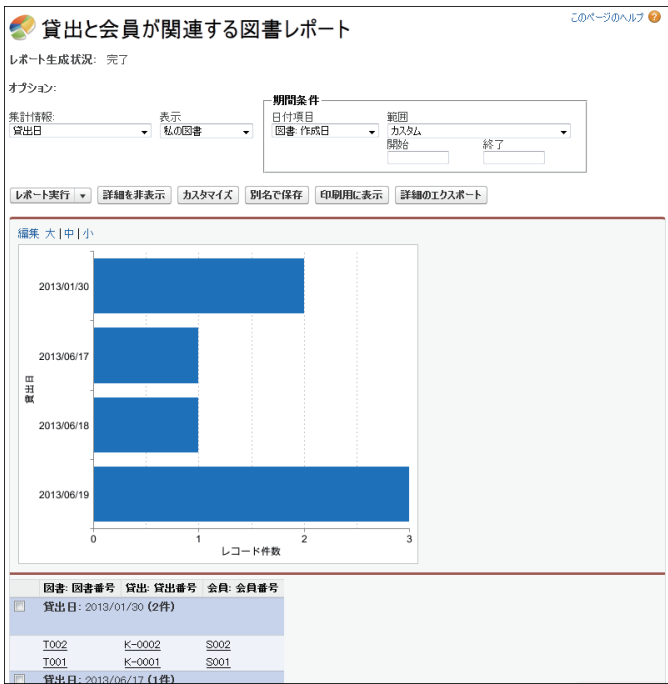 このページのヘルプ
貸出と会員が関連する図書レポート
レポート生成状況: 完了
オプション:
集計情報:
貸出日
表示
私の図書
期間条件
日付項目
図書: 作成日
範囲
カスタム
開始
終了
レポート実行
詳細を非表示
カスタマイズ
別名で保存
印刷用に表示
詳細のエクスポート
編集 大|中|小
2013/01/30
2013/06/17
2013/06/18
2013/06/19
貸出日
0 1 2 3
レコード件数
図書: 図書番号 貸出: 貸出番号 会員: 会員番号
貸出日: 2013/01/30 (2件)
T002 K-0002 S002
T001 K-0001 S001
貸出日: 2013/06/17 (1件)